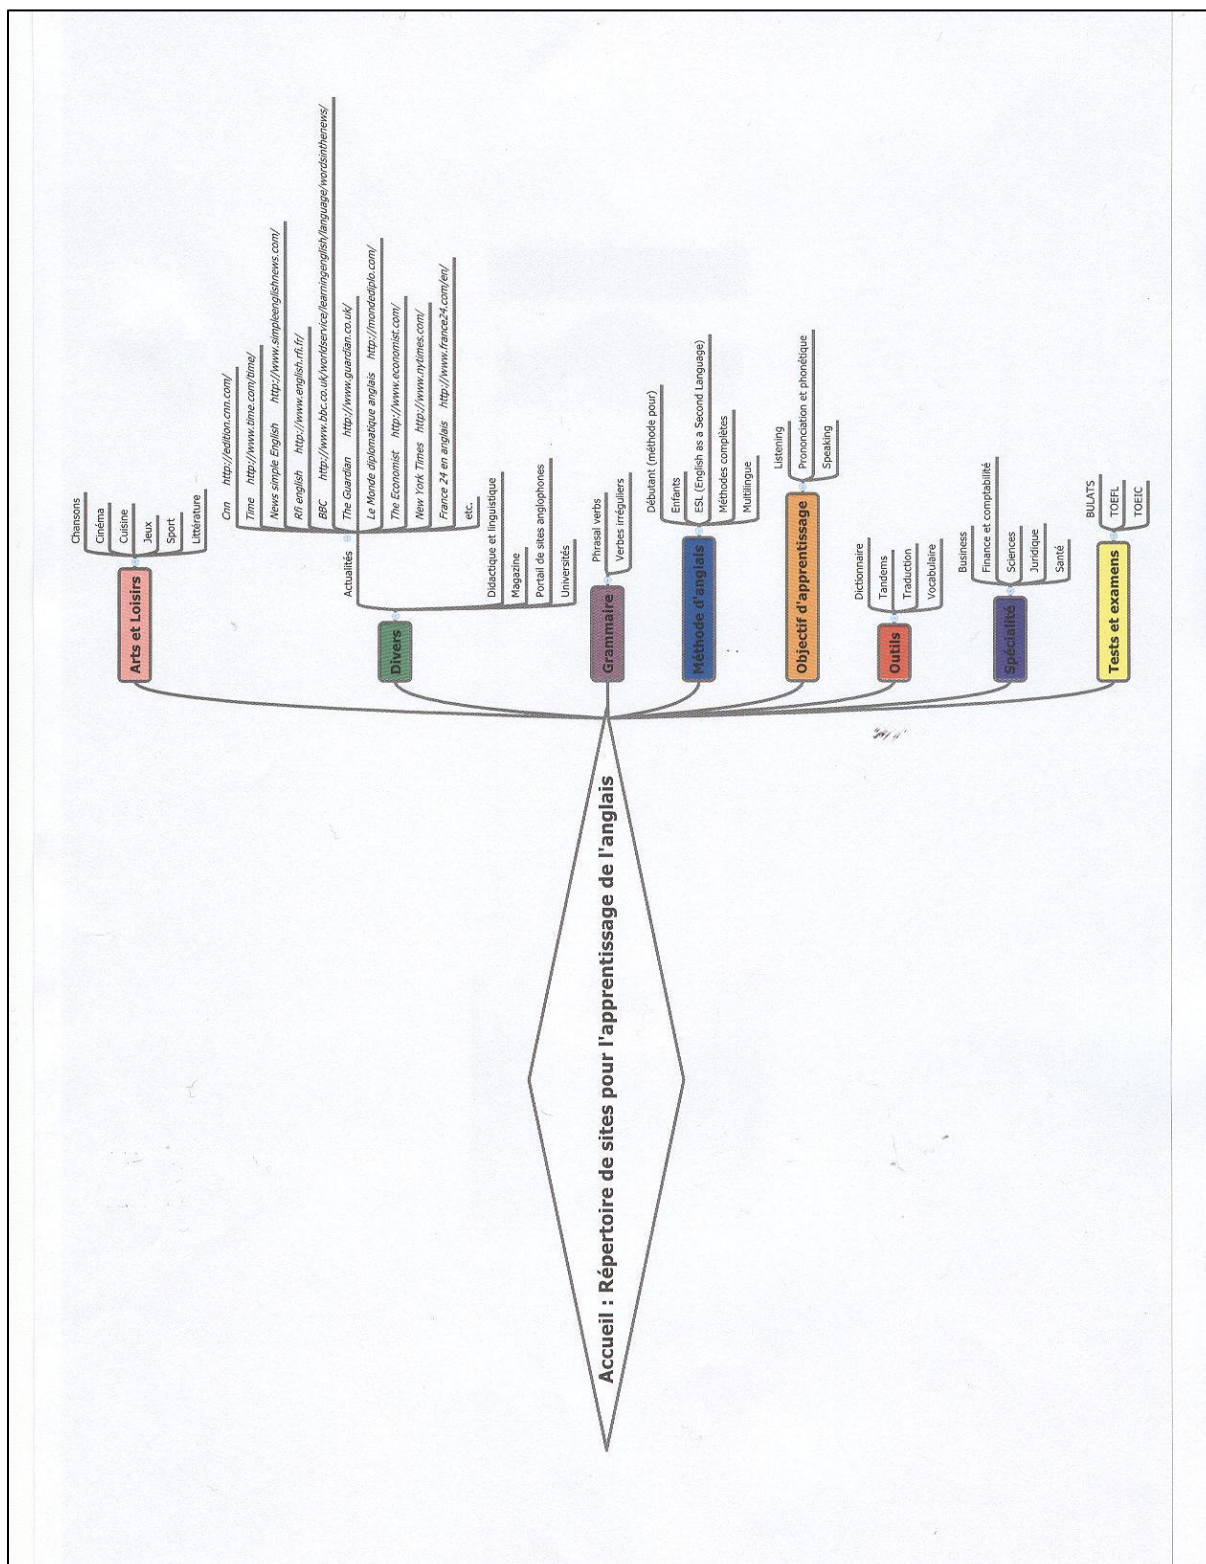 Accueil : Répertoire de sites pour l'apprentissage de l'anglais
Arts et Loisirs
Chansons
Cinéma
Cuisine
Jeux
Sport
Littérature
Divers
Actualités
Cnn http://edition.cnn.com/
Time http://www.time.com/time/
News simple English http://www.simpleenglishnews.com/
Rfi english http://www.english.rfi.fr/
BBC http://www.bbc.co.uk/worldservice/learningenglish/language/wordsinthenews/
The Guardian http://www.guardian.co.uk/
Le Monde diplomatique anglais http://mondediplo.com/
The Economist http://www.economist.com/
New York Times http://www.nytimes.com/
France 24 en anglais http://www.france24.com/en/
etc.
Didactique et linguistique
Magazine
Portail de sites anglophones
Universités
Grammaire
Phrasal verbs
Verbes irréguliers
Méthode d'anglais
Débutant (méthode pour)
Enfants
ESL (English as a Second Language)
Méthodes complètes
Multilingue
Objectif d'apprentissage
Listening
Prononciation et phonétique
Speaking
Outils
Dictionnaire
Tandems
Traduction
Vocabulaire
Spécialité
Business
Finance et comptabilité
Sciences
Juridique
Santé
Tests et examens
BULATS
TOEFL
TOEIC